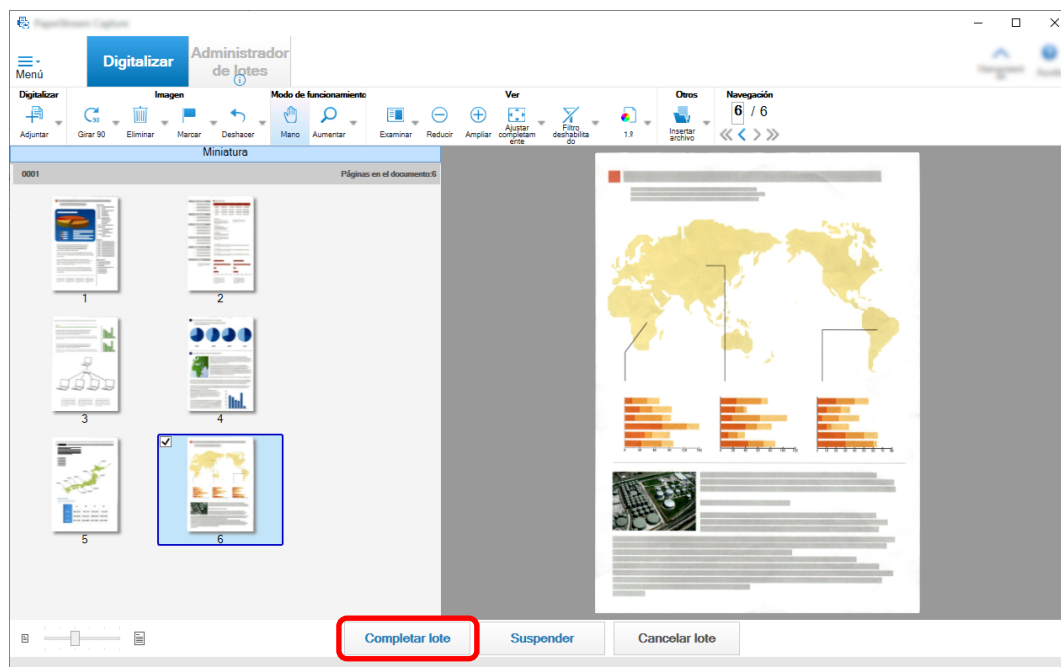 PaperStream Capture
Menú
Digitalizar
Administrador
de lotes
Digitalizar
Imagen
Modo de funcionamiento
Ver
Otros
Navegación
Adjuntar
Girar 90
Eliminar
Marcar
Deshacer
Mano
Aumentar
Examinar
Reducir
Ampliar
Ajustar
completam
ente
Filtro
deshabilita
do
1.º
Insertar
archivo
6 / 6
Miniatura
0001
Páginas en el documento:6
1
2
3
4
5
6
Completar lote
Suspender
Cancelar lote